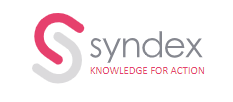 syndex
KNOWLEDGE FOR ACTION